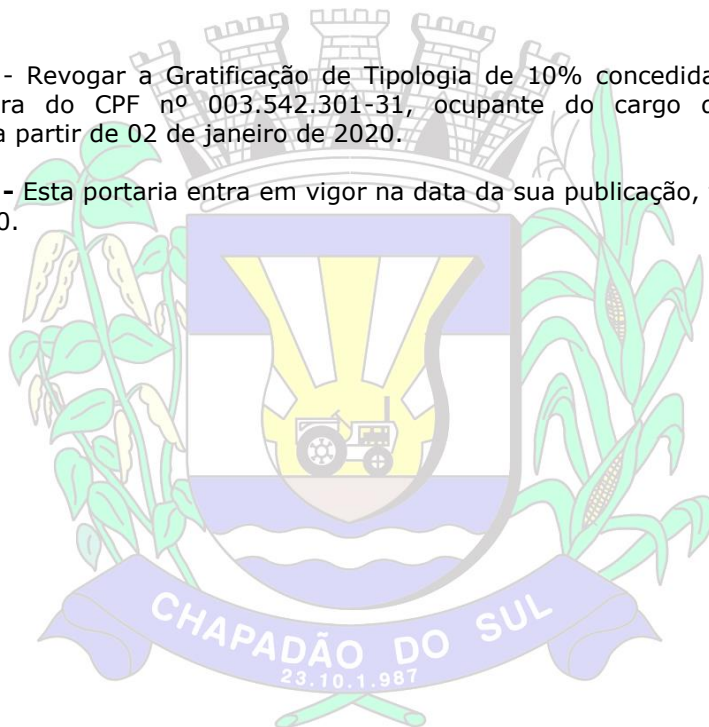 - Revogar a Gratificação de Tipologia de 10% concedida
ra do CPF nº 003.542.301-31, ocupante do cargo
a partir de 02 de janeiro de 2020.
- Esta portaria entra em vigor na data da sua publicação,
0.
CHAPADÃO DO SUL
23.10.1.987